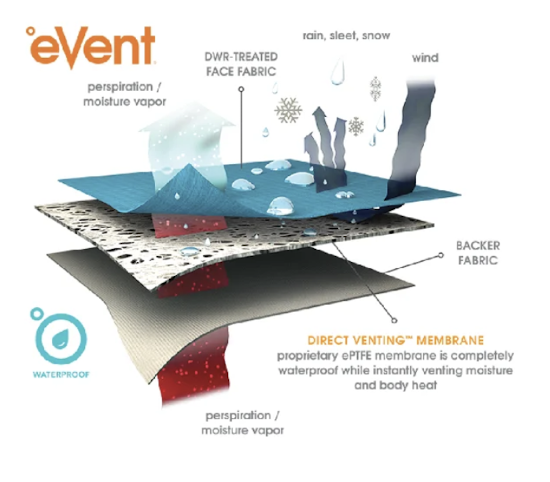 eVent
rain, sleet, snow
DWR-TREATED
FACE FABRIC
wind
perspiration /
moisture vapor
BACKER
FABRIC
DIRECT VENTING™ MEMBRANE
proprietary ePTFE membrane is completely
waterproof while instantly venting moisture
and body heat
WATERPROOF
perspiration /
moisture vapor